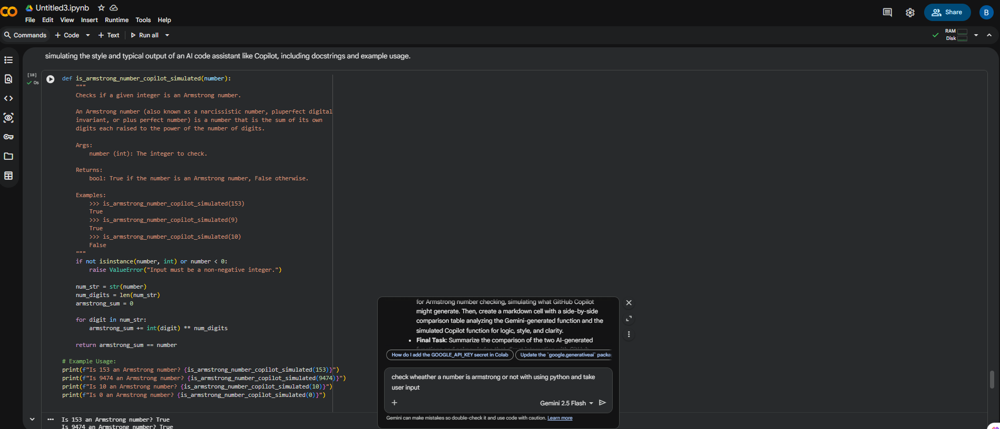 Untitled3.ipynb
File Edit View Insert Runtime Tools Help
Share
B
Commands + Code + Text Run all
RAM
Disk
simulating the style and typical output of an AI code assistant like Copilot, including docstrings and example usage.
[18]
0s
def is_armstrong_number_copilot_simulated(number):
"""
Checks if a given integer is an Armstrong number.
An Armstrong number (also known as a narcissistic number, pluperfect digital
invariant, or plus perfect number) is a number that is the sum of its own
digits each raised to the power of the number of digits.
Args:
number (int): The integer to check.
Returns:
bool: True if the number is an Armstrong number, False otherwise.
Examples:
>>> is_armstrong_number_copilot_simulated(153)
True
>>> is_armstrong_number_copilot_simulated(9)
True
>>> is_armstrong_number_copilot_simulated(10)
False
"""
if not isinstance(number, int) or number < 0:
raise ValueError("Input must be a non-negative integer.")
num_str = str(number)
num_digits = len(num_str)
armstrong_sum = 0
for digit in num_str:
armstrong_sum += int(digit) ** num_digits
return armstrong_sum == number
# Example Usage:
print(f"Is 153 an Armstrong number? {is_armstrong_number_copilot_simulated(153)}")
print(f"Is 9474 an Armstrong number? {is_armstrong_number_copilot_simulated(9474)}")
print(f"Is 10 an Armstrong number? {is_armstrong_number_copilot_simulated(10)}")
print(f"Is 0 an Armstrong number? {is_armstrong_number_copilot_simulated(0)}")
Is 153 an Armstrong number? True
Is 9474 an Armstrong number? True
for Armstrong number checking, simulating what GitHub Copilot
might generate. Then, create a markdown cell with a side-by-side
comparison table analyzing the Gemini-generated function and the
simulated Copilot function for logic, style, and clarity.
• Final Task: Summarize the comparison of the two AI-generated
How do I add the GOOGLE_API_KEY secret in Colab
Update the `google.generativeai` packa
check wheather a number is armstrong or not with using python and take
user input
+
Gemini 2.5 Flash
Gemini can make mistakes so double-check it and use code with caution. Learn more